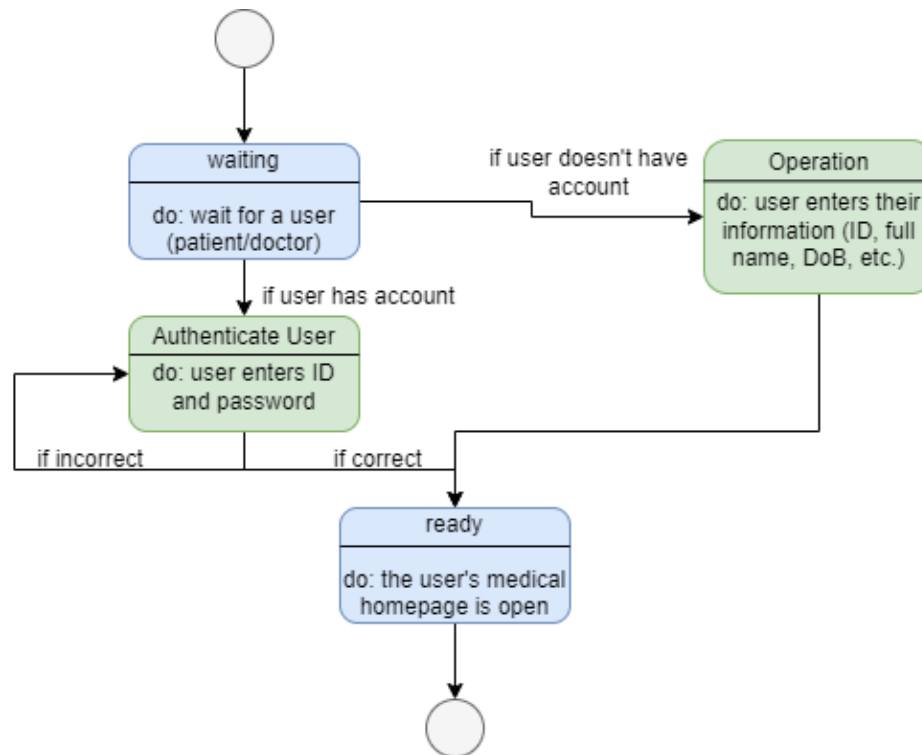 waiting
do: wait for a user
(patient/doctor)
if user doesn't have
account
Operation
do: user enters their
information (ID, full
name, DoB, etc.)
if user has account
Authenticate User
do: user enters ID
and password
if incorrect
if correct
ready
do: the user's medical
homepage is open